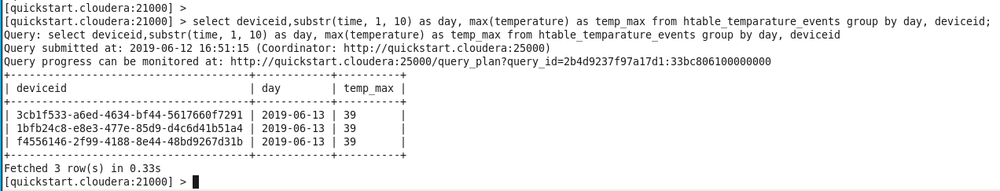 [quickstart.cloudera:21000] >
[quickstart.cloudera:21000] > select deviceid,substr(time, 1, 10) as day, max(temperature) as temp_max from htable_temparature_events group by day, deviceid;
Query: select deviceid,substr(time, 1, 10) as day, max(temperature) as temp_max from htable_temparature_events group by day, deviceid
Query submitted at: 2019-06-12 16:51:15 (Coordinator: http://quickstart.cloudera:25000)
Query progress can be monitored at: http://quickstart.cloudera:25000/query_plan?query_id=2b4d9237f97a17d1:33bc806100000000
+--------------------------------------+------------+----------+
| deviceid                             | day        | temp_max |
+--------------------------------------+------------+----------+
| 3cb1f533-a6ed-4634-bf44-5617660f7291 | 2019-06-13 | 39       |
| 1bfb24c8-e8e3-477e-85d9-d4c6d41b51a4 | 2019-06-13 | 39       |
| f4556146-2f99-4188-8e44-48bd9267d31b | 2019-06-13 | 39       |
+--------------------------------------+------------+----------+
Fetched 3 row(s) in 0.33s
[quickstart.cloudera:21000] >